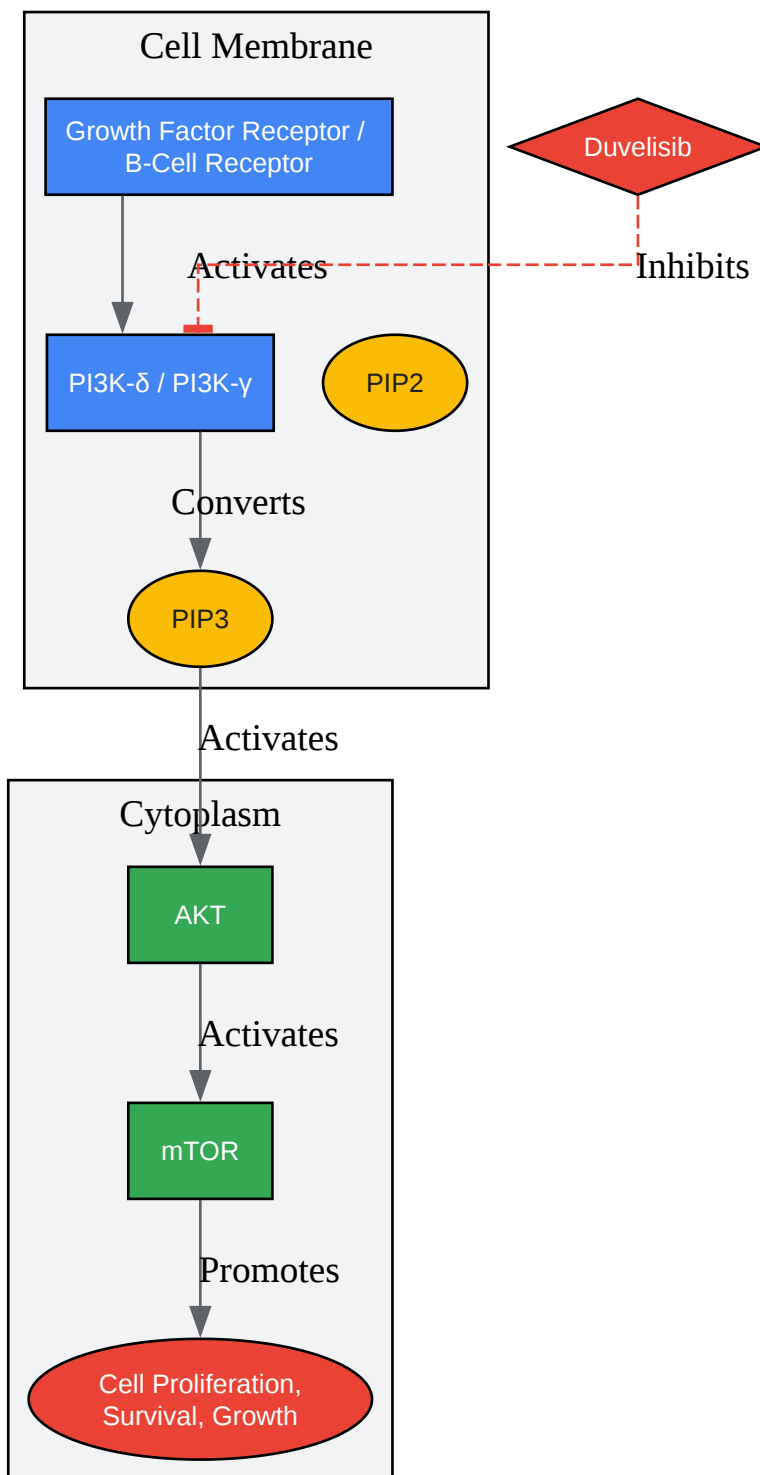 Cell Membrane
Growth Factor Receptor /
B-Cell Receptor
Duvelisib
Activates
Inhibits
PI3K-δ / PI3K-γ
PIP2
Converts
PIP3
Activates
Cytoplasm
AKT
Activates
mTOR
Promotes
Cell Proliferation,
Survival, Growth